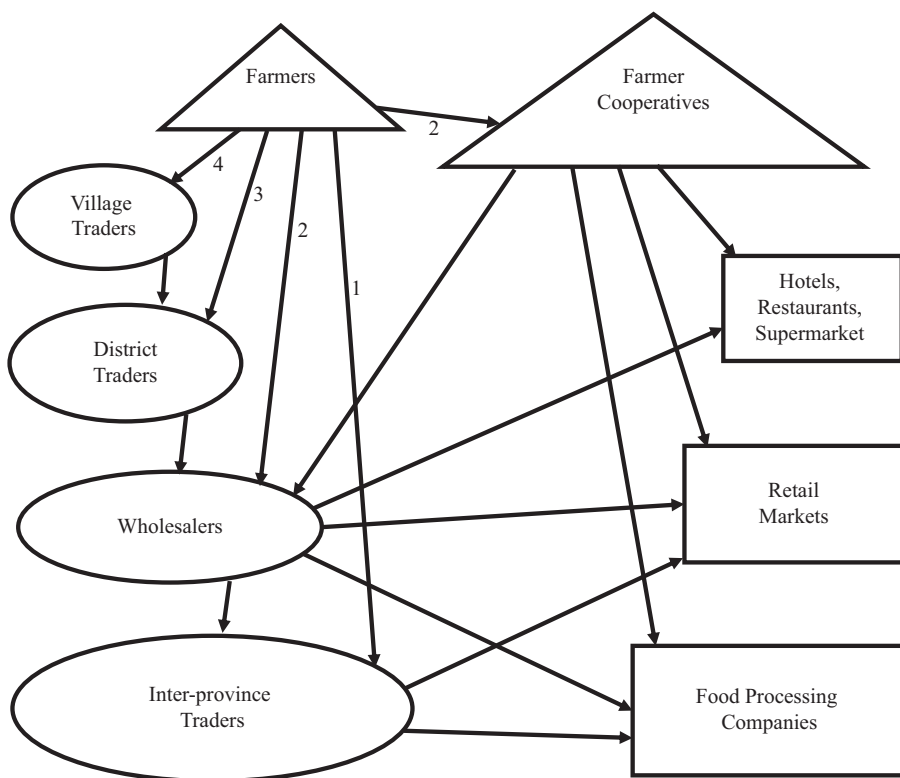 Farmers
Farmer
Cooperatives
2
4
3
2
1
Village
Traders
Hotels,
Restaurants,
Supermarket
District
Traders
Retail
Markets
Wholesalers
Inter-province
Traders
Food Processing
Companies